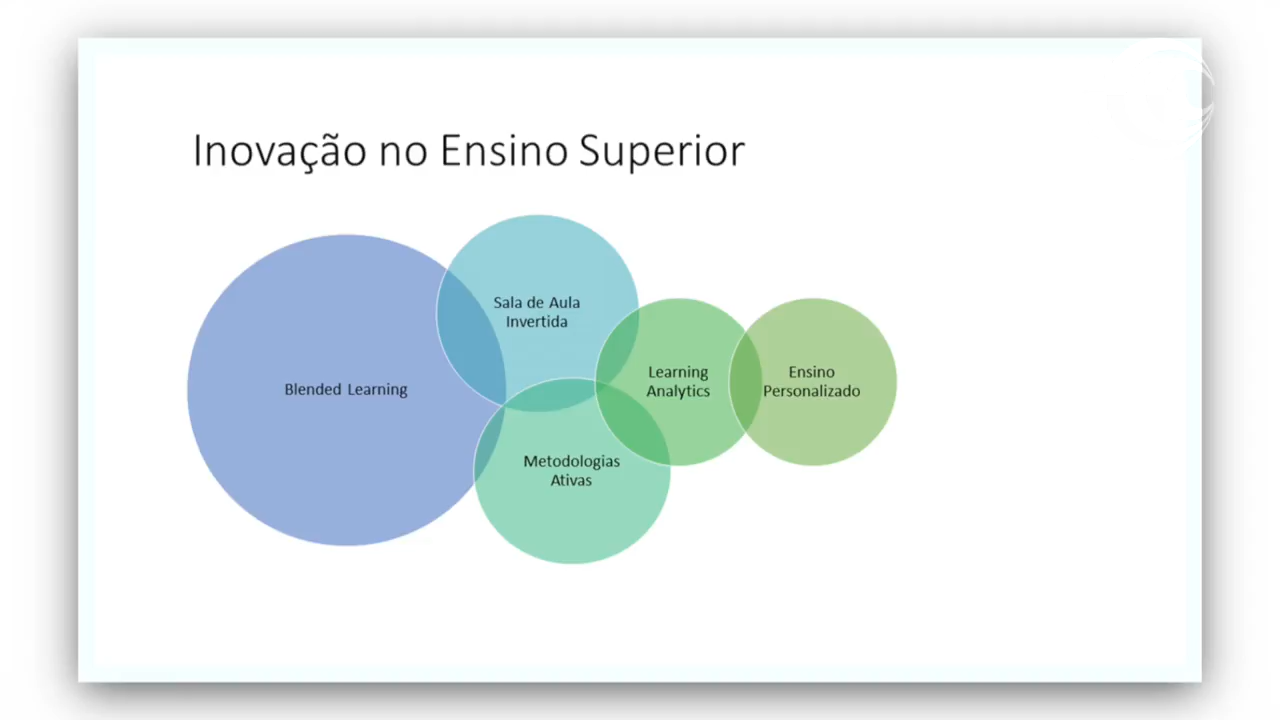 Inovação no Ensino Superior
Sala de Aula
Invertida
Blended Learning
Learning
Analytics
Ensino
Personalizado
Metodologias
Ativas